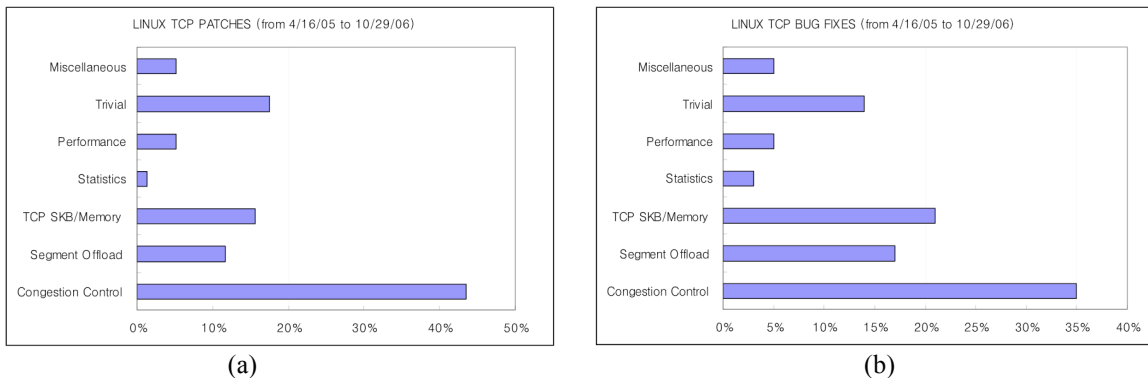 LINUX TCP PATCHES (from 4/16/05 to 10/29/06)
Miscellaneous
Trivial
Performance
Statistics
TCP SKB/Memory
Segment Offload
Congestion Control
0% 10% 20% 30% 40% 50%
(a)
LINUX TCP BUG FIXES (from 4/16/05 to 10/29/06)
Miscellaneous
Trivial
Performance
Statistics
TCP SKB/Memory
Segment Offload
Congestion Control
0% 5% 10% 15% 20% 25% 30% 35% 40%
(b)